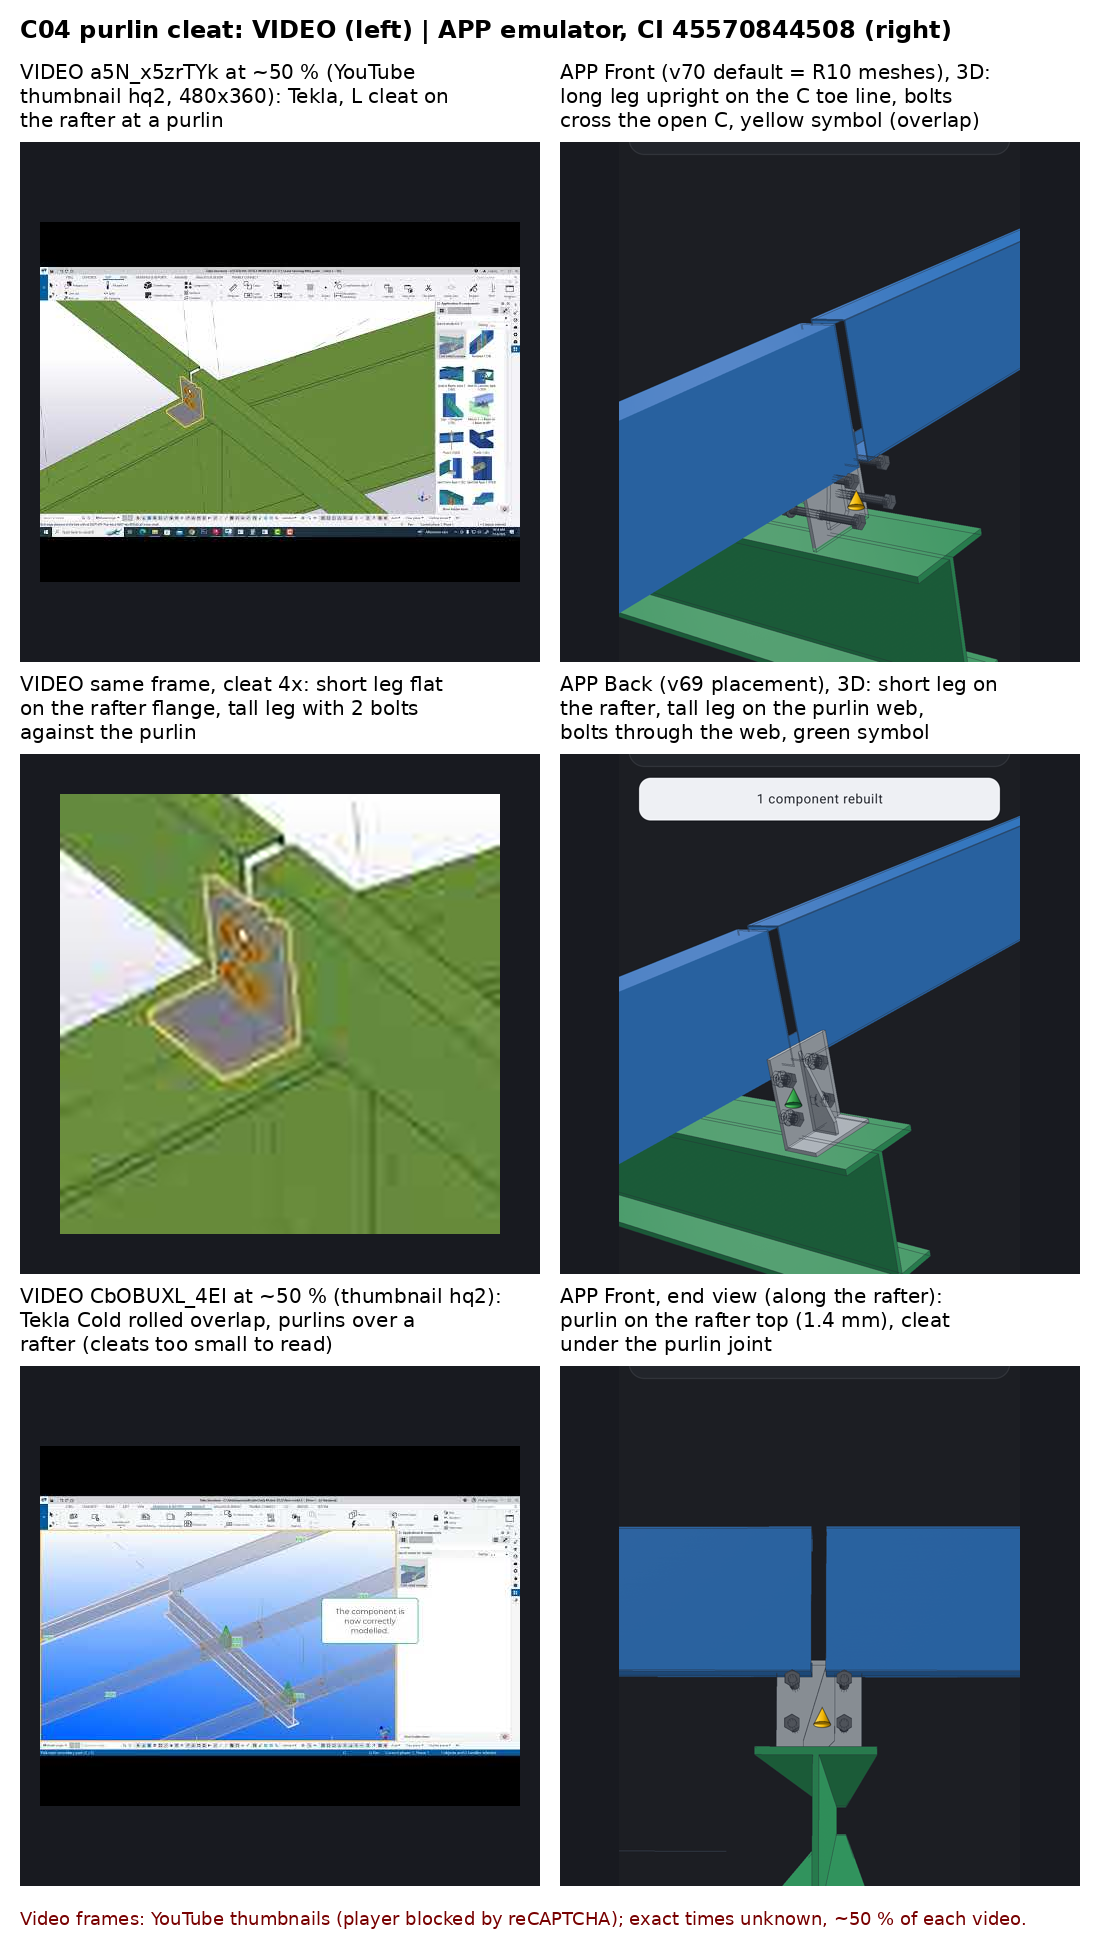 C04 purlin cleat: VIDEO (left) | APP emulator, CI 45570844508 (right)
VIDEO a5N_x5zrTYk at ~50 % (YouTube
thumbnail hq2, 480x360): Tekla, L cleat on
the rafter at a purlin
APP Front (v70 default = R10 meshes), 3D:
long leg upright on the C toe line, bolts
cross the open C, yellow symbol (overlap)
VIDEO same frame, cleat 4x: short leg flat
on the rafter flange, tall leg with 2 bolts
against the purlin
APP Back (v69 placement), 3D: short leg on
the rafter, tall leg on the purlin web,
bolts through the web, green symbol
1 component rebuilt
VIDEO CbOBUXL_4EI at ~50 % (thumbnail hq2):
Tekla Cold rolled overlap, purlins over a
rafter (cleats too small to read)
APP Front, end view (along the rafter):
purlin on the rafter top (1.4 mm), cleat
under the purlin joint
The component is
now correctly
modelled.
Video frames: YouTube thumbnails (player blocked by reCAPTCHA); exact times unknown, ~50 % of each video.